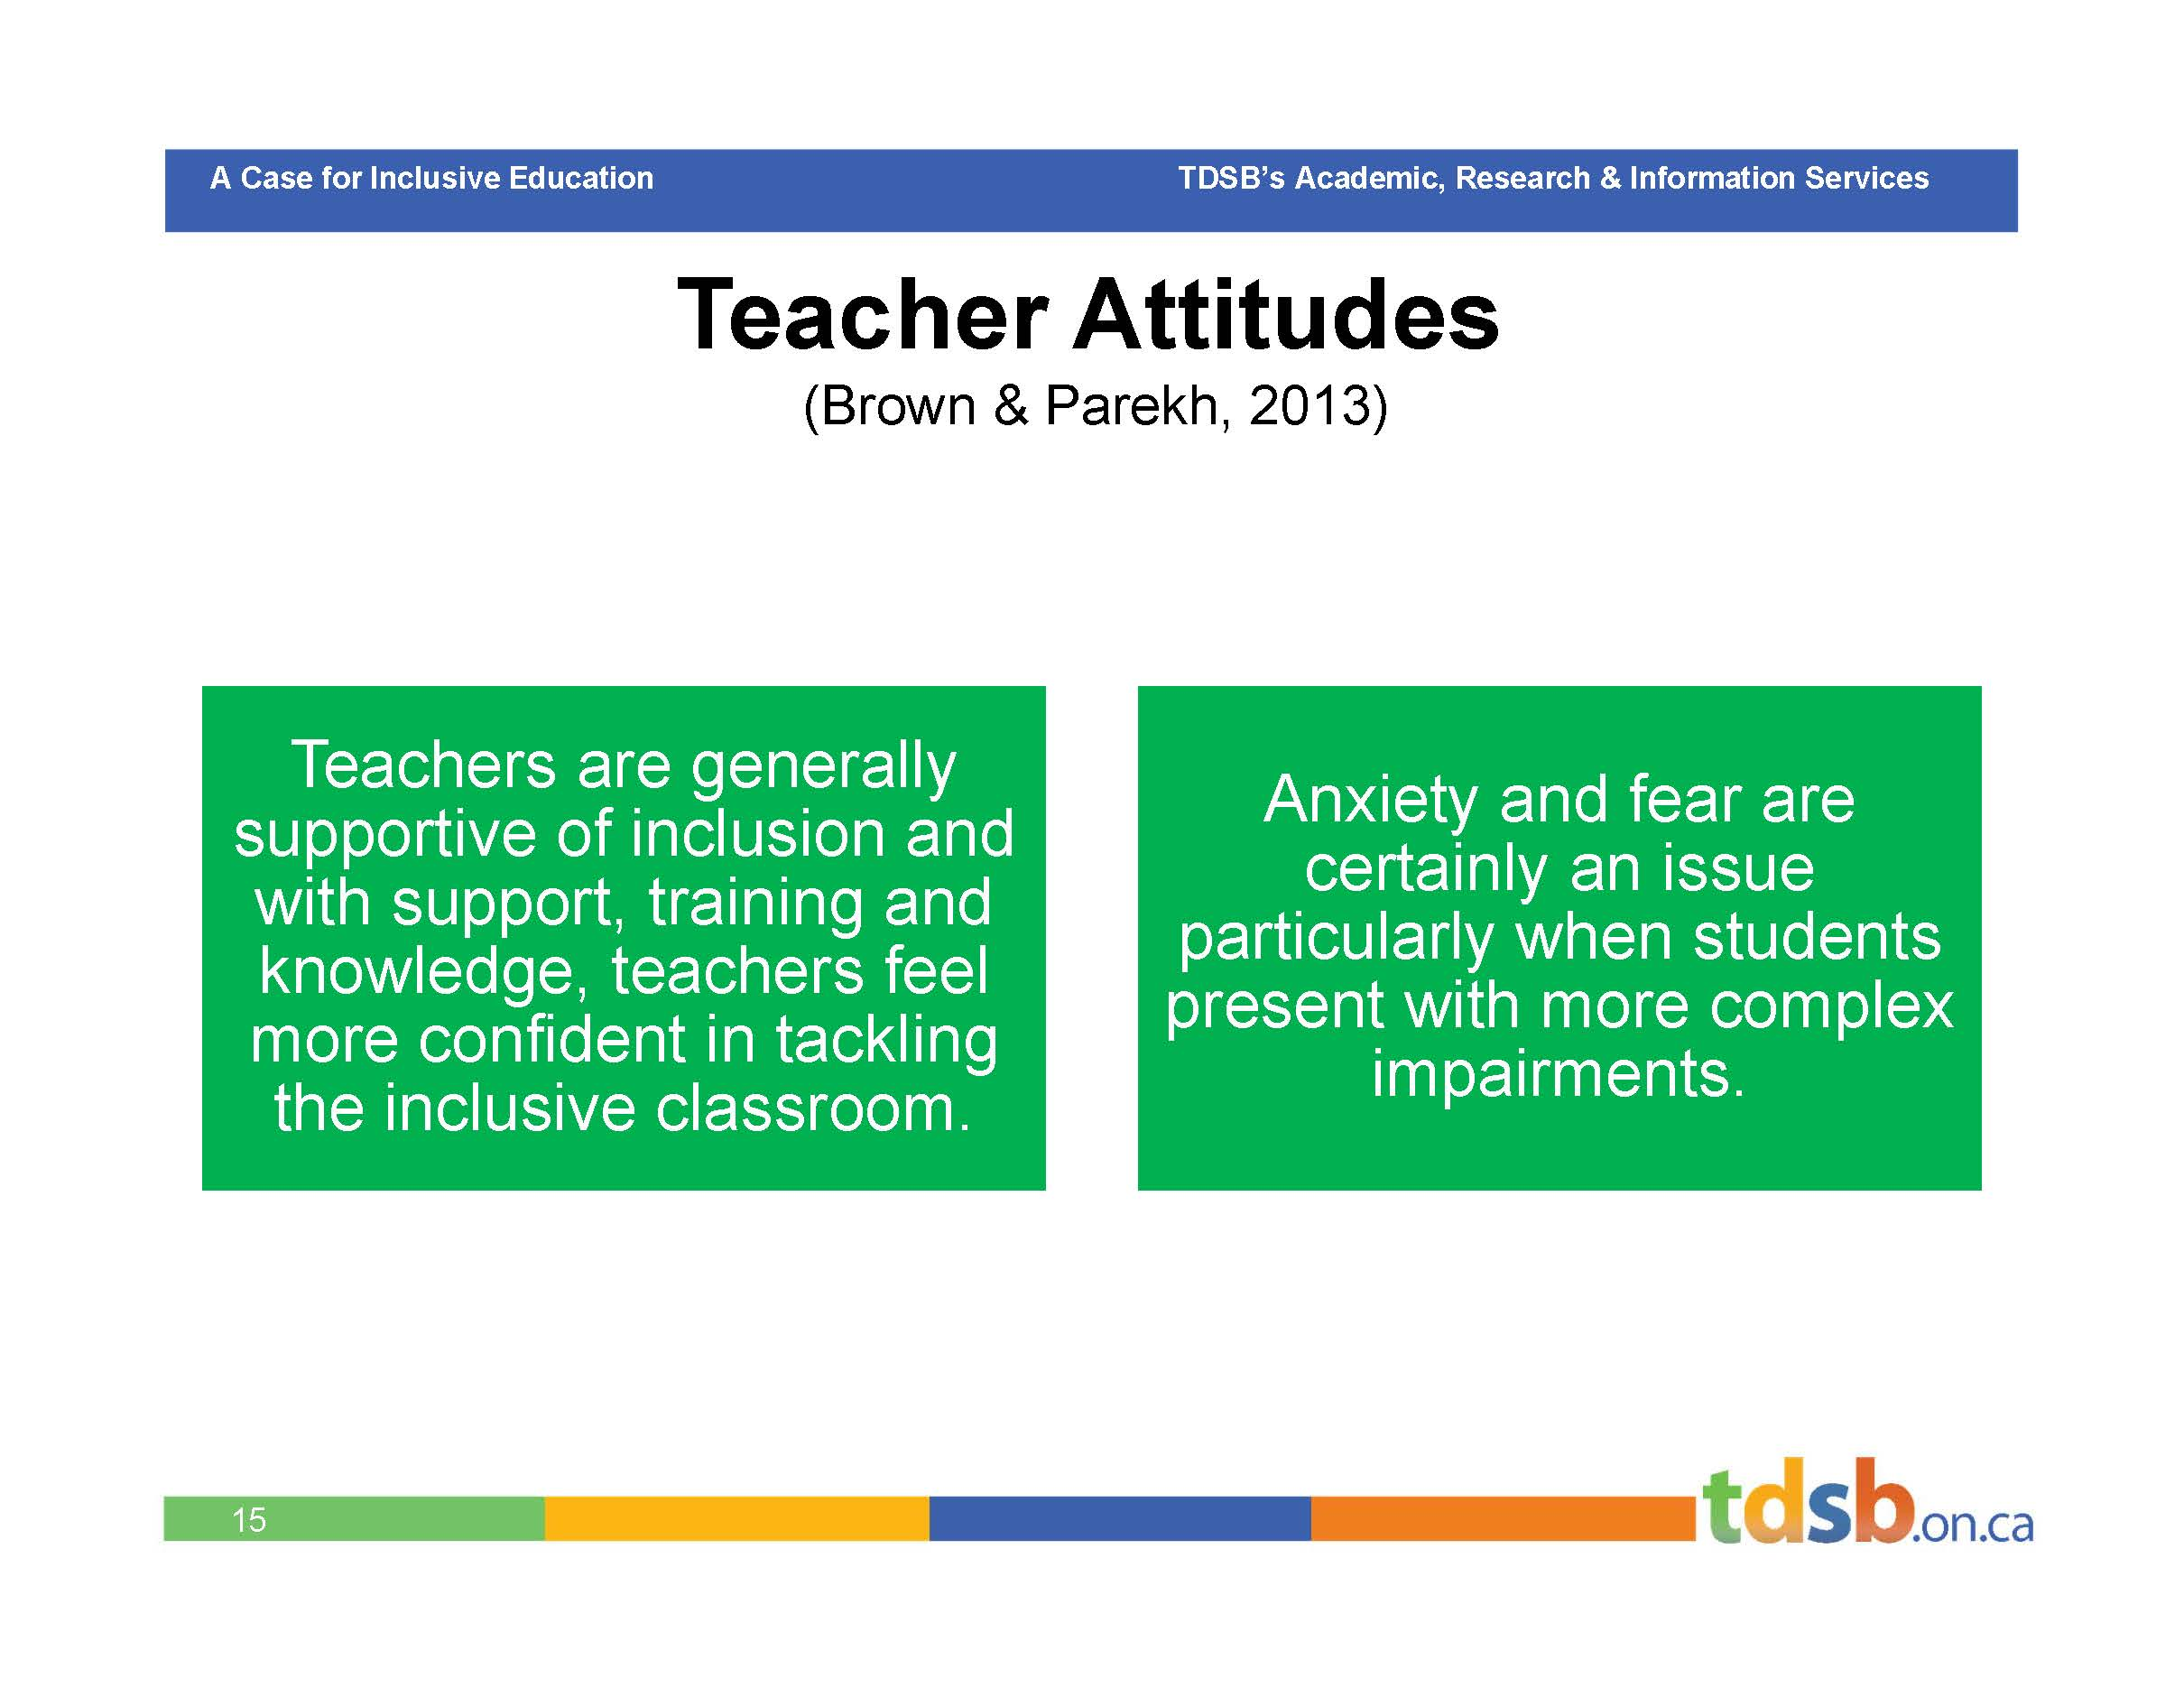 A Case for Inclusive Education
TDSB’s Academic, Research & Information Services
Teacher Attitudes
(Brown & Parekh, 2013)
Teachers are generally
supportive of inclusion and
with support, training and
knowledge, teachers feel
more confident in tackling
the inclusive classroom.
Anxiety and fear are
certainly an issue
particularly when students
present with more complex
impairments.
15
tdsb.on.ca